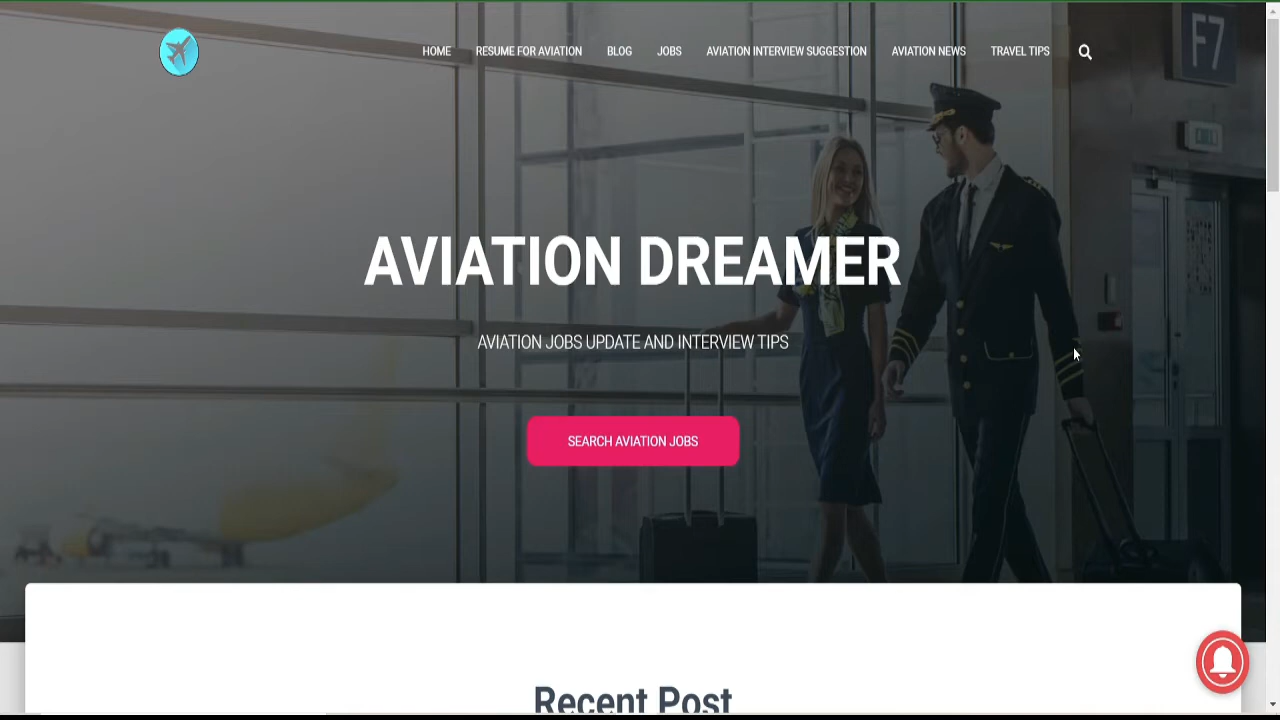 HOME RESUME FOR AVIATION BLOG JOBS AVIATION INTERVIEW SUGGESTION AVIATION NEWS TRAVEL TIPS
F7
AVIATION DREAMER
AVIATION JOBS UPDATE AND INTERVIEW TIPS
SEARCH AVIATION JOBS
Recent Post